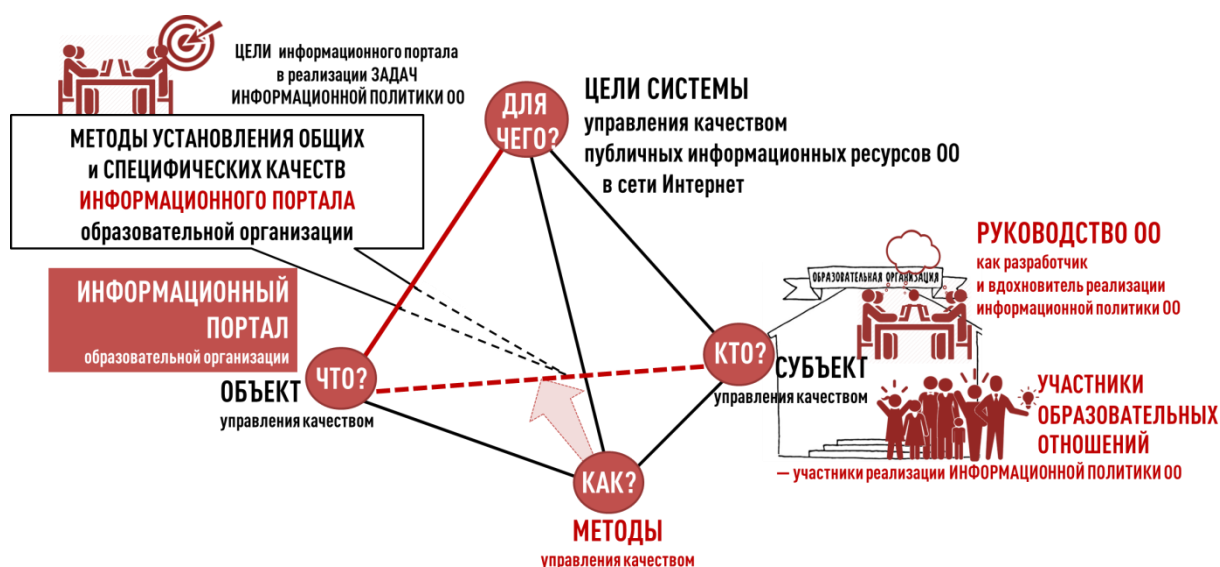 ЦЕЛИ информационного портала
в реализации ЗАДАЧ
ИНФОРМАЦИОННОЙ ПОЛИТИКИ ОО
МЕТОДЫ УСТАНОВЛЕНИЯ ОБЩИХ
и СПЕЦИФИЧЕСКИХ КАЧЕСТВ
ИНФОРМАЦИОННОГО ПОРТАЛА
образовательной организации
ДЛЯ
ЧЕГО?
ЦЕЛИ СИСТЕМЫ
управления качеством
публичных информационных ресурсов ОО
в сети Интернет
ИНФОРМАЦИОННЫЙ
ПОРТАЛ
образовательной организации
ЧТО?
ОБЪЕКТ
управления качеством
КТО?
СУБЪЕКТ
управления качеством
ОБРАЗОВАТЕЛЬНАЯ ОРГАНИЗАЦИЯ
РУКОВОДСТВО ОО
как разработчик
и вдохновитель реализации
информационной политики ОО
УЧАСТНИКИ
ОБРАЗОВАТЕЛЬНЫХ
ОТНОШЕНИЙ
— участники реализации ИНФОРМАЦИОННОЙ ПОЛИТИКИ ОО
КАК?
МЕТОДЫ
управления качеством